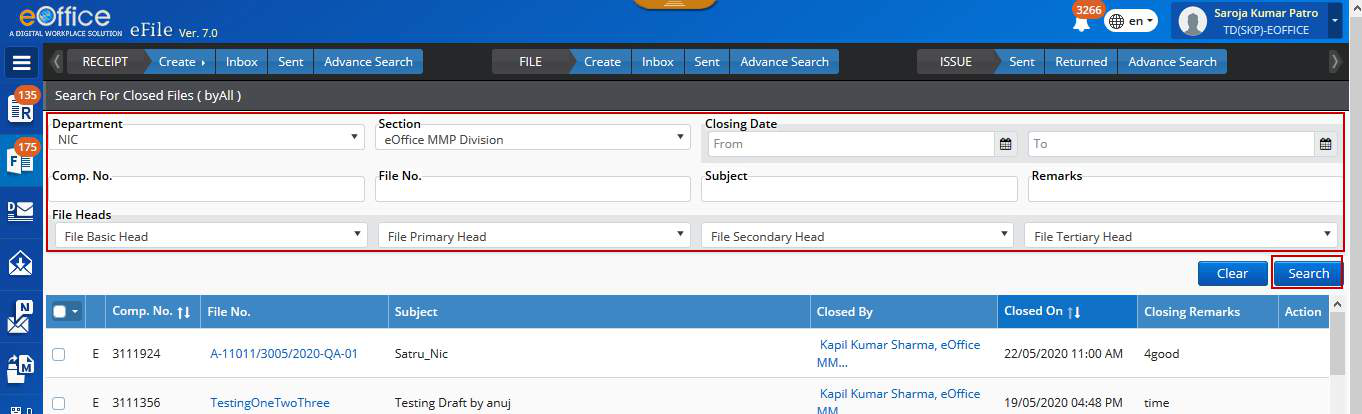 eOffice
A DIGITAL WORKPLACE SOLUTION
eFile Ver. 7.0
3266
en
Saroja Kumar Patro
TD(SKP)-EOFFICE
RECEIPT Create Inbox Sent Advance Search FILE Create Inbox Sent Advance Search ISSUE Sent Returned Advance Search
135
R
Search For Closed Files ( byAll )
175
F
D
N
M
Department Section Closing Date
NIC eOffice MMP Division From To
Comp. No. File No. Subject Remarks
File Heads
File Basic Head File Primary Head File Secondary Head File Tertiary Head
Clear Search
Comp. No. File No. Subject Closed By Closed On Closing Remarks Action
E 3111924 A-11011/3005/2020-QA-01 Satru_Nic Kapil Kumar Sharma, eOffice MM... 22/05/2020 11:00 AM 4good
E 3111356 TestingOneTwoThree Testing Draft by anuj Kapil Kumar Sharma, eOffice MM 19/05/2020 04:48 PM time